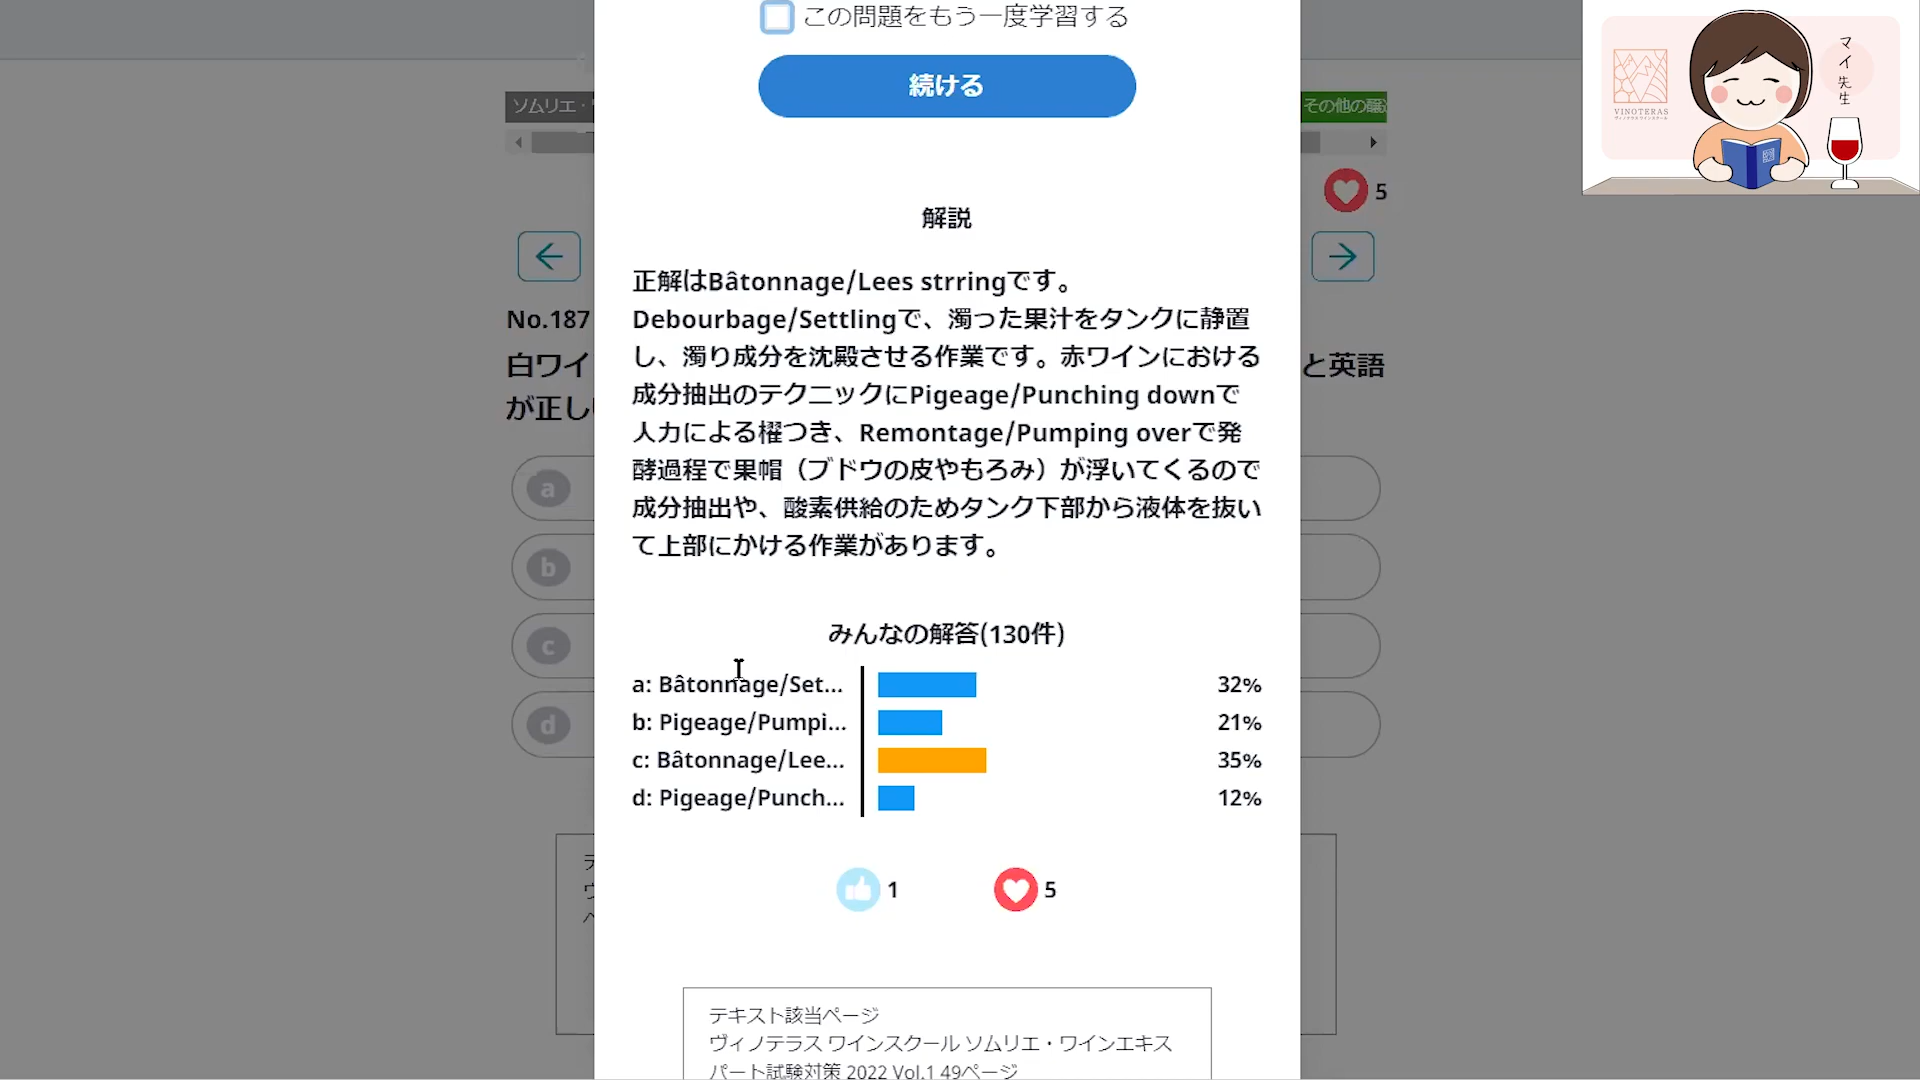 この問題をもう一度学習する
続ける
ソムリエ・
その他の醸
マイ先生
VINOTERAS
5
No.187
白ワイ
と英語
が正し
a
b
c
d
解説
正解はBâtonnage/Lees strringです。
Debourbage/Settlingで、濁った果汁をタンクに静置
し、濁り成分を沈殿させる作業です。赤ワインにおける
成分抽出のテクニックにPigeage/Punching downで
人力による櫂つき、Remontage/Pumping overで発
酵過程で果帽（ブドウの皮やもろみ）が浮いてくるので
成分抽出や、酸素供給のためタンク下部から液体を抜い
て上部にかける作業があります。
みんなの解答(130件)
a: Bâtonnage/Set... 32%
b: Pigeage/Pumpi... 21%
c: Bâtonnage/Lee... 35%
d: Pigeage/Punch... 12%
1 5
テキスト該当ページ
ヴィノテラス ワインスクール ソムリエ・ワインエキス
パート試験対策 2022 Vol.1 49ページ